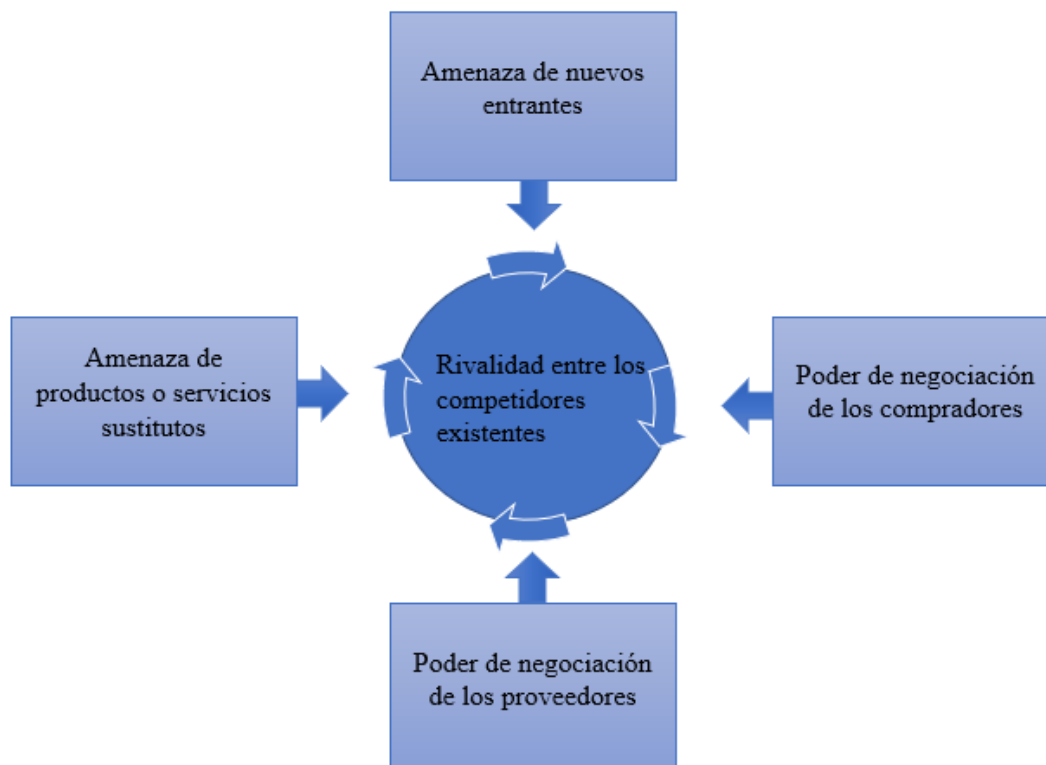 Amenaza de nuevos
entrantes
Amenaza de
productos o servicios
sustitutos
Rivalidad entre los
competidores
existentes
Poder de negociación
de los compradores
Poder de negociación
de los proveedores